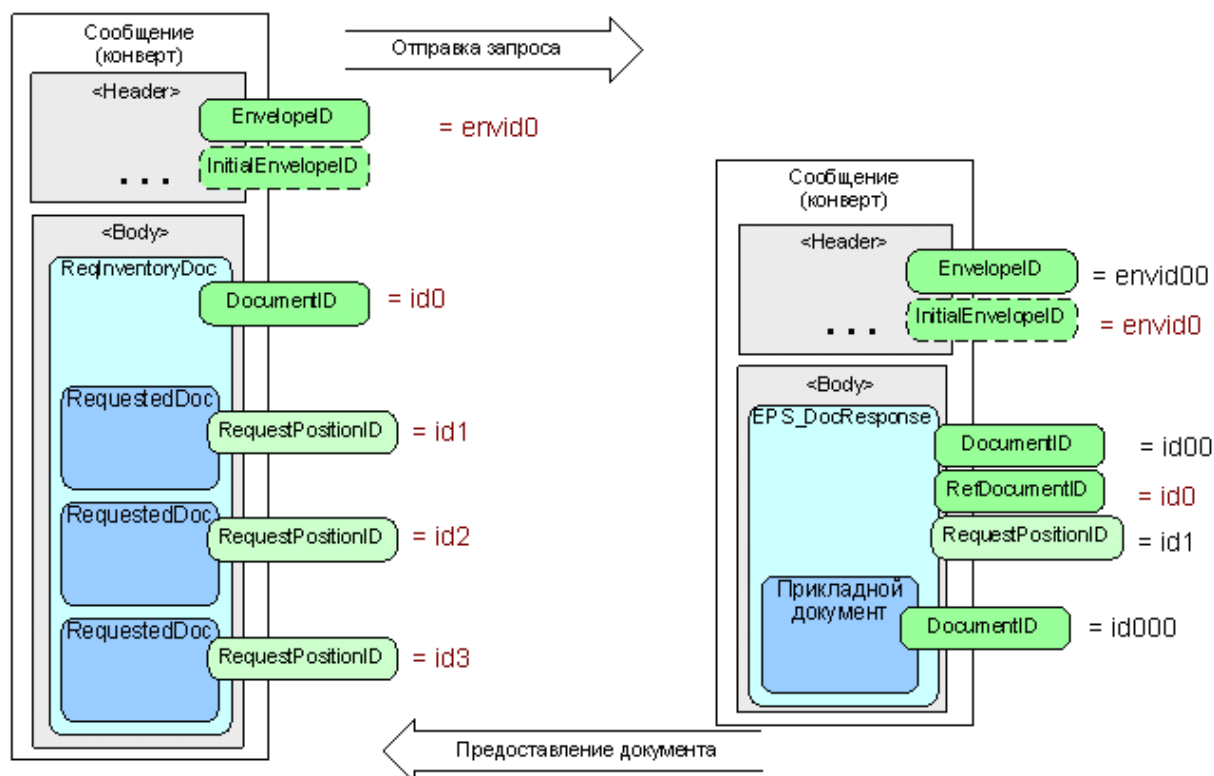 Сообщение
(конверт)
<Header>
EnvelopeID
= envid0
InitialEnvelopeID
...
<Body>
ReqInventoryDoc
DocumentID
= id0
RequestedDoc
RequestPositionID
= id1
RequestedDoc
RequestPositionID
= id2
RequestedDoc
RequestPositionID
= id3
Отправка запроса
Сообщение
(конверт)
<Header>
EnvelopeID
= envid00
InitialEnvelopeID
= envid0
...
<Body>
EPS_DocResponse
DocumentID
= id00
RefDocumentID
= id0
RequestPositionID
= id1
Прикладной
документ
DocumentID
= id000
Предоставление документа